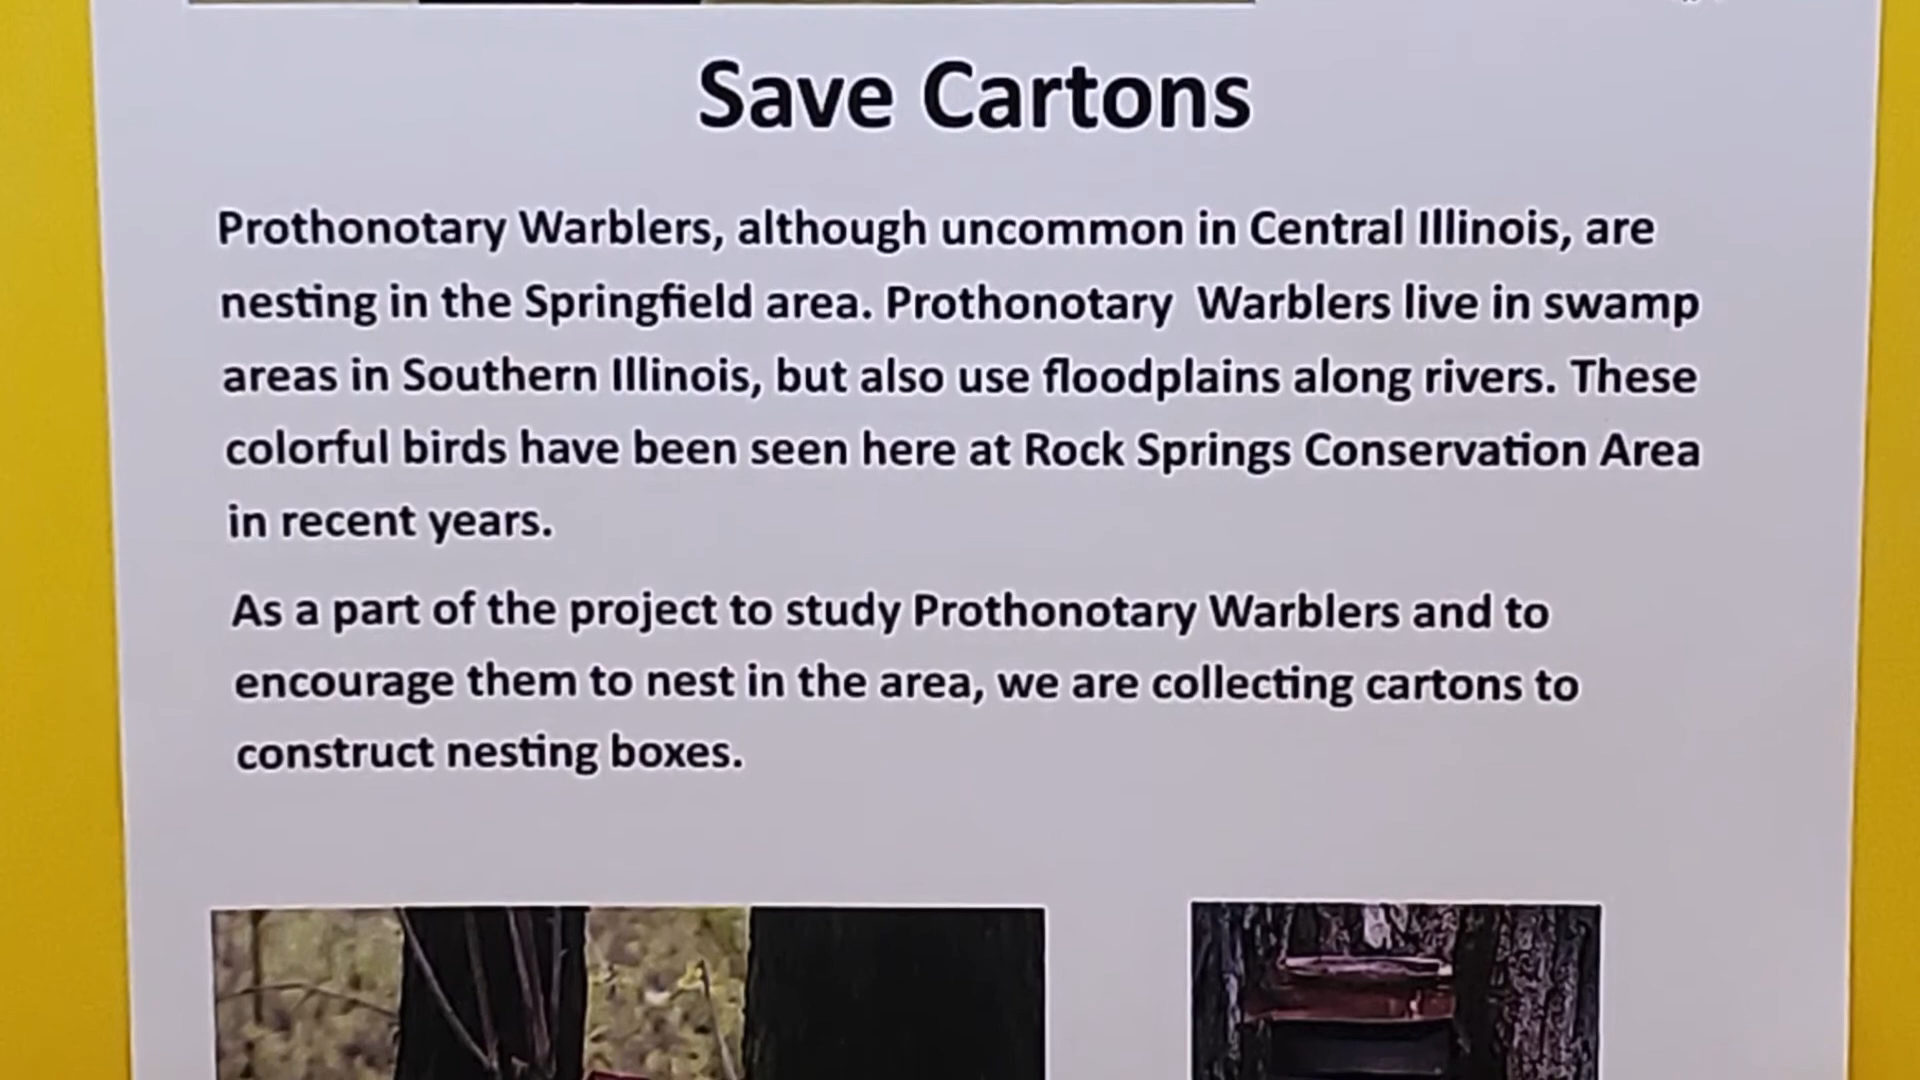 Save Cartons
Prothonotary Warblers, although uncommon in Central Illinois, are
nesting in the Springfield area. Prothonotary  Warblers live in swamp
areas in Southern Illinois, but also use floodplains along rivers. These
colorful birds have been seen here at Rock Springs Conservation Area
in recent years.
As a part of the project to study Prothonotary Warblers and to
encourage them to nest in the area, we are collecting cartons to
construct nesting boxes.